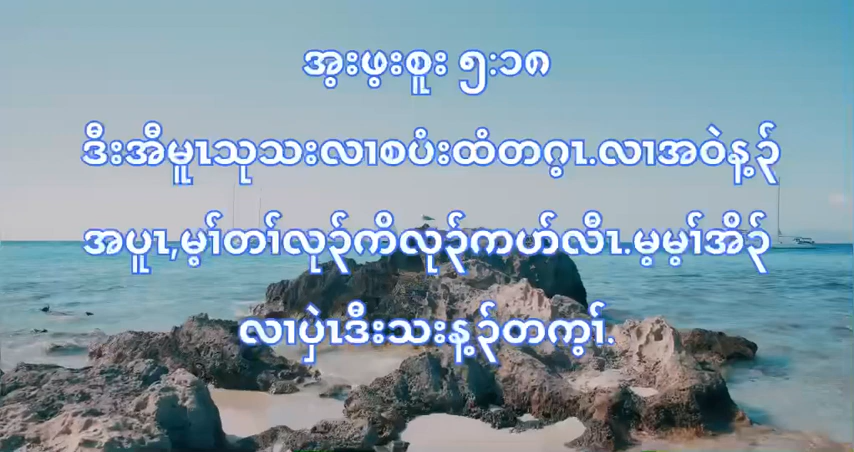 အ့းဖ့းစူး ၅:၁၈
ဒီးအီမူၤသုသးလၢစပံးထံတဂ့ၤ.လၢအဝဲန့ၣ်
အပူၤ,မ့ၢ်တၢ်လုၣ်ကိလုၣ်ကဟ်လီၤ.မ့မ့ၢ်အိၣ်
လၢပှဲၤဒီးသးန့ၣ်တက့ၢ်.